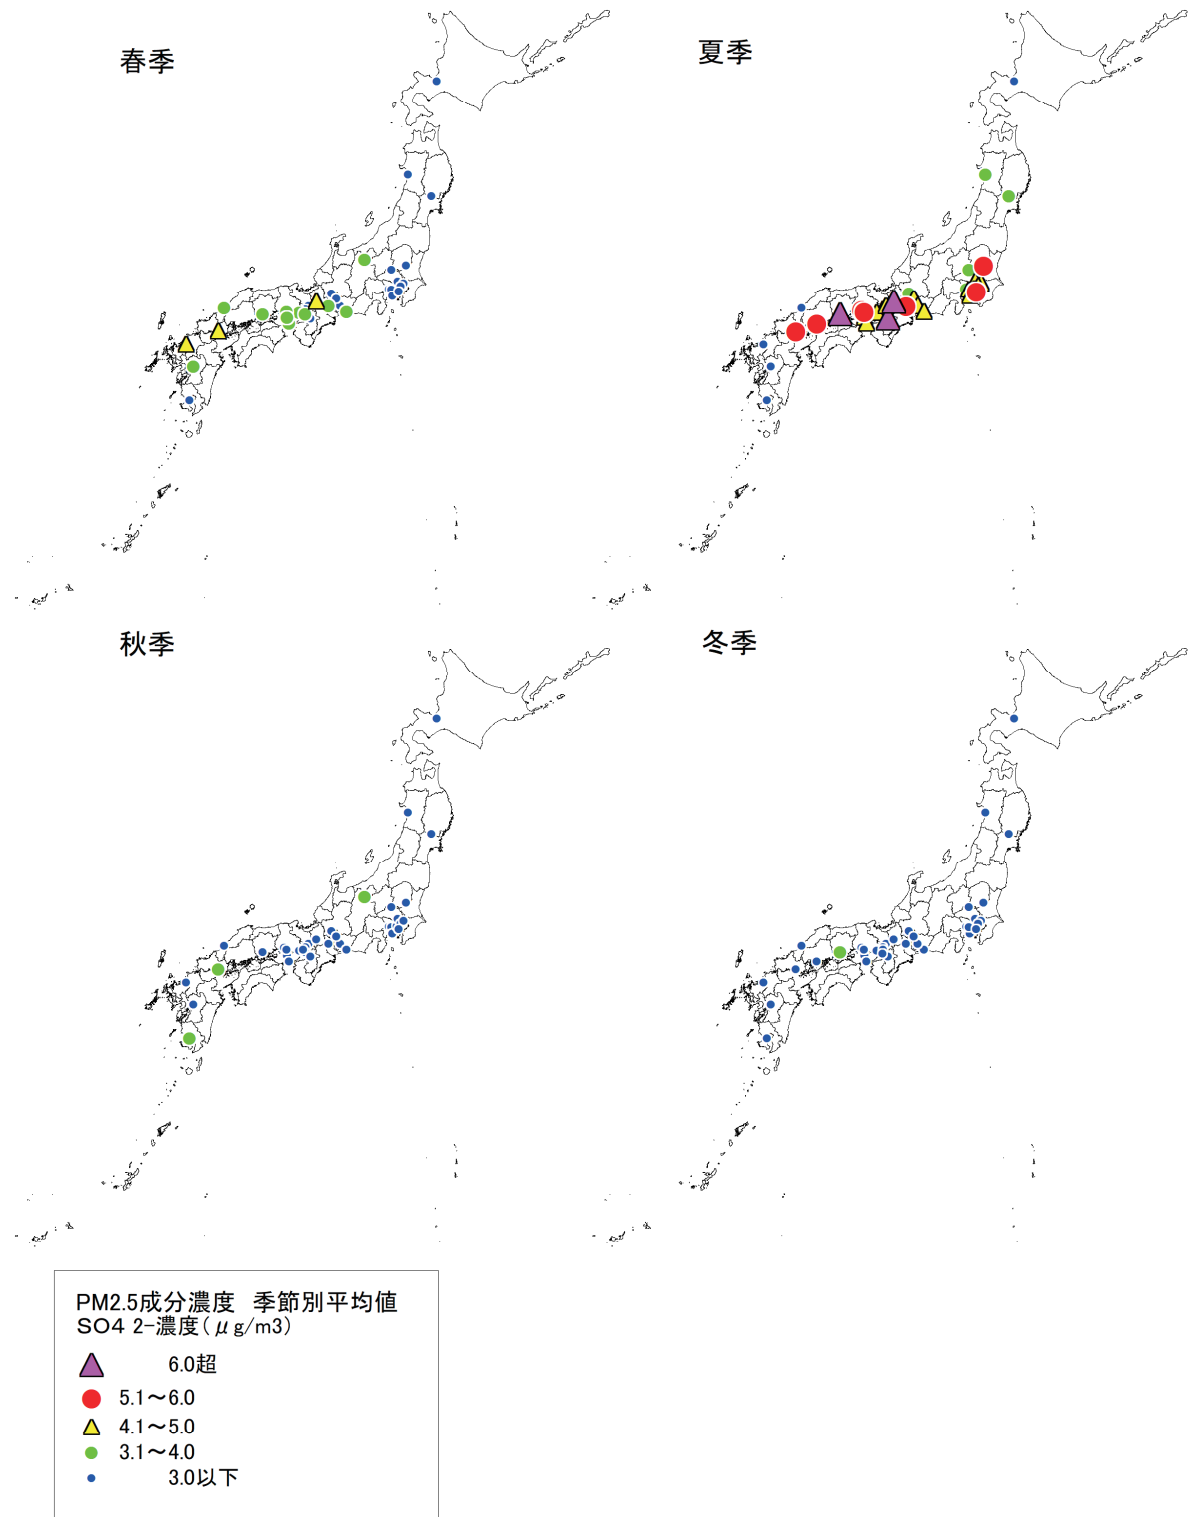 春季
夏季
秋季
冬季
PM2.5成分濃度　季節別平均値
SO4 2-濃度(μg/m3)
6.0超
5.1～6.0
4.1～5.0
3.1～4.0
3.0以下